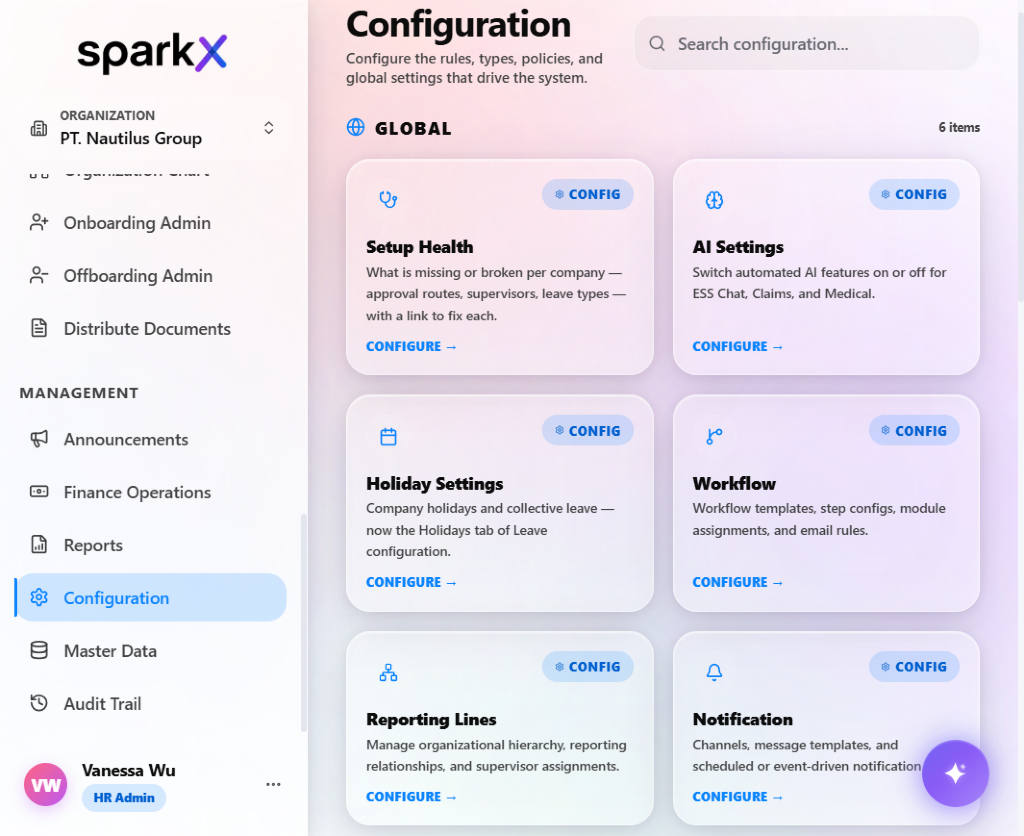 sparkX
ORGANIZATION
PT. Nautilus Group
Organization Chart
Onboarding Admin
Offboarding Admin
Distribute Documents
MANAGEMENT
Announcements
Finance Operations
Reports
Configuration
Master Data
Audit Trail
VW
Vanessa Wu
HR Admin
Configuration
Configure the rules, types, policies, and
global settings that drive the system.
Search configuration...
GLOBAL
6 items
CONFIG
Setup Health
What is missing or broken per company —
approval routes, supervisors, leave types —
with a link to fix each.
CONFIGURE →
CONFIG
AI Settings
Switch automated AI features on or off for
ESS Chat, Claims, and Medical.
CONFIGURE →
CONFIG
Holiday Settings
Company holidays and collective leave —
now the Holidays tab of Leave
configuration.
CONFIGURE →
CONFIG
Workflow
Workflow templates, step configs, module
assignments, and email rules.
CONFIGURE →
CONFIG
Reporting Lines
Manage organizational hierarchy, reporting
relationships, and supervisor assignments.
CONFIGURE →
CONFIG
Notification
Channels, message templates, and
scheduled or event-driven notification
CONFIGURE →